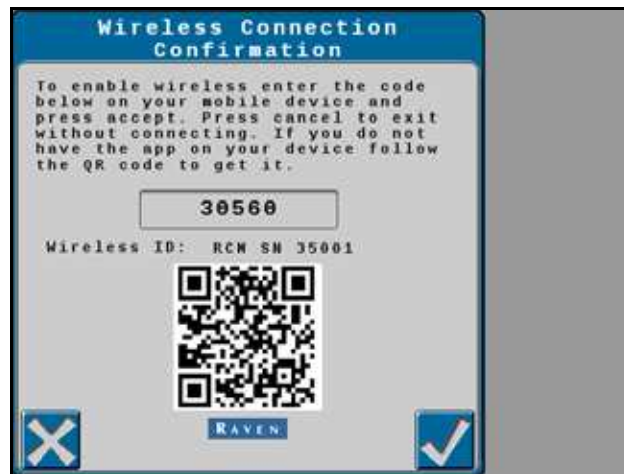 Wireless Connection
Confirmation
To enable wireless enter the code
below on your mobile device and
press accept. Press cancel to exit
without connecting. If you do not
have the app on your device follow
the QR code to get it.
30560
Wireless ID: RCM SN 35001
RAVEN